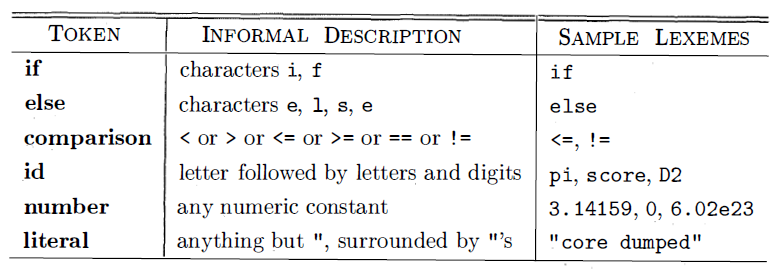 TOKEN INFORMAL DESCRIPTION SAMPLE LEXEMES
if characters i, f if
else characters e, l, s, e else
comparison < or > or <= or >= or == or != <=, !=
id letter followed by letters and digits pi, score, D2
number any numeric constant 3.14159, 0, 6.02e23
literal anything but ", surrounded by "'s "core dumped"